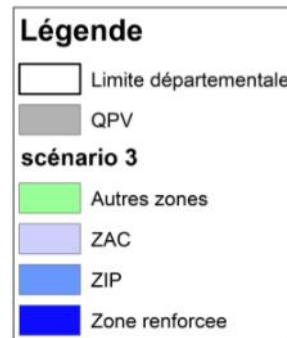 Légende
Limite départementale
QPV
scénario 3
Autres zones
ZAC
ZIP
Zone renforcee